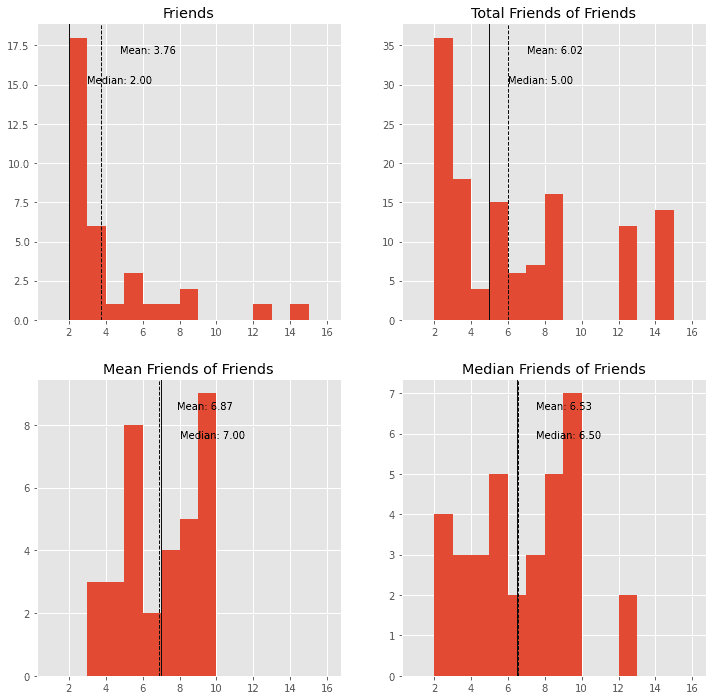 Friends
Mean: 3.76
Median: 2.00
17.5
15.0
12.5
10.0
7.5
5.0
2.5
0.0
2 4 6 8 10 12 14 16
Total Friends of Friends
Mean: 6.02
Median: 5.00
35
30
25
20
15
10
5
0
2 4 6 8 10 12 14 16
Mean Friends of Friends
Mean: 6.87
Median: 7.00
8
6
4
2
0
2 4 6 8 10 12 14 16
Median Friends of Friends
Mean: 6.53
Median: 6.50
7
6
5
4
3
2
1
0
2 4 6 8 10 12 14 16